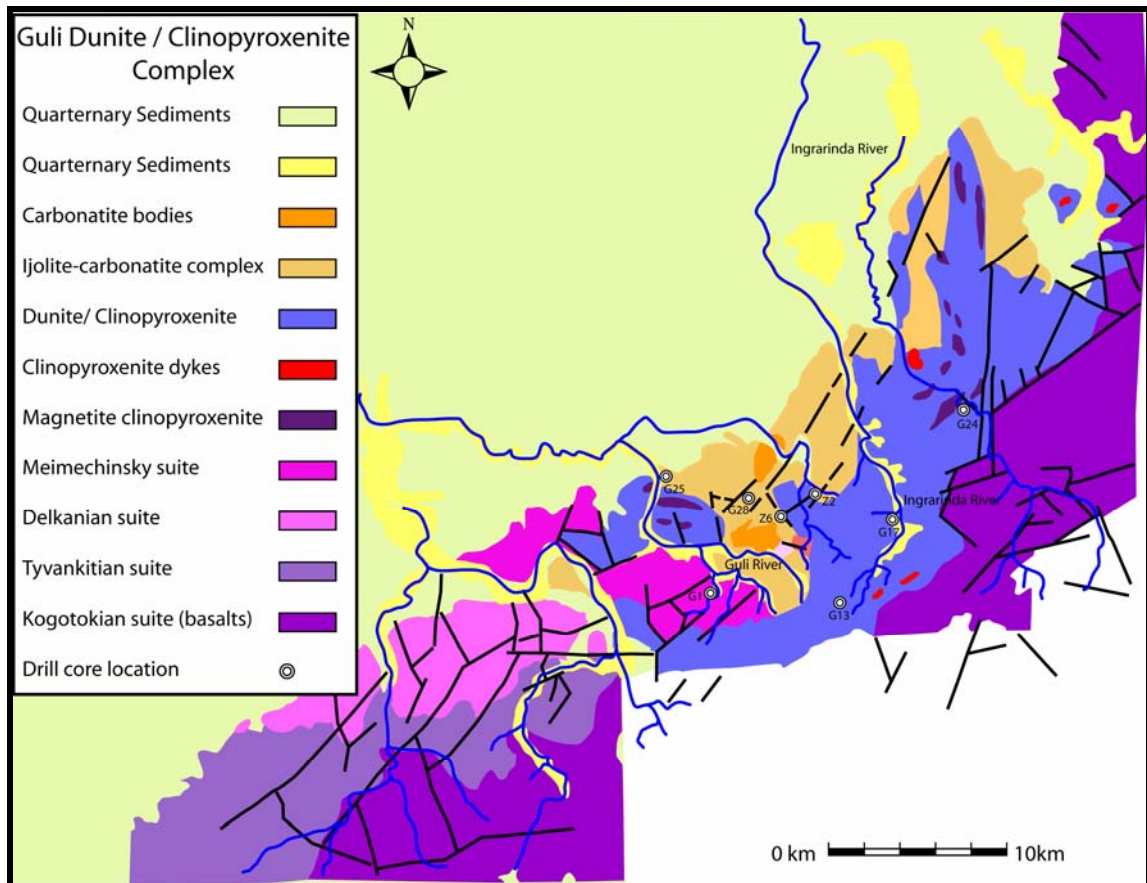 Guli Dunite / Clinopyroxenite
Complex
Quarternary Sediments
Quarternary Sediments
Carbonatite bodies
Ijolite-carbonatite complex
Dunite/ Clinopyroxenite
Clinopyroxenite dykes
Magnetite clinopyroxenite
Meimechinsky suite
Delkanian suite
Tyvankitian suite
Kogotokian suite (basalts)
Drill core location
N
Ingrarinda River
G24
G25
G28
Z2
Z6
Ingrarinda River
G17
Guli River
G1
G13
0 km
10km